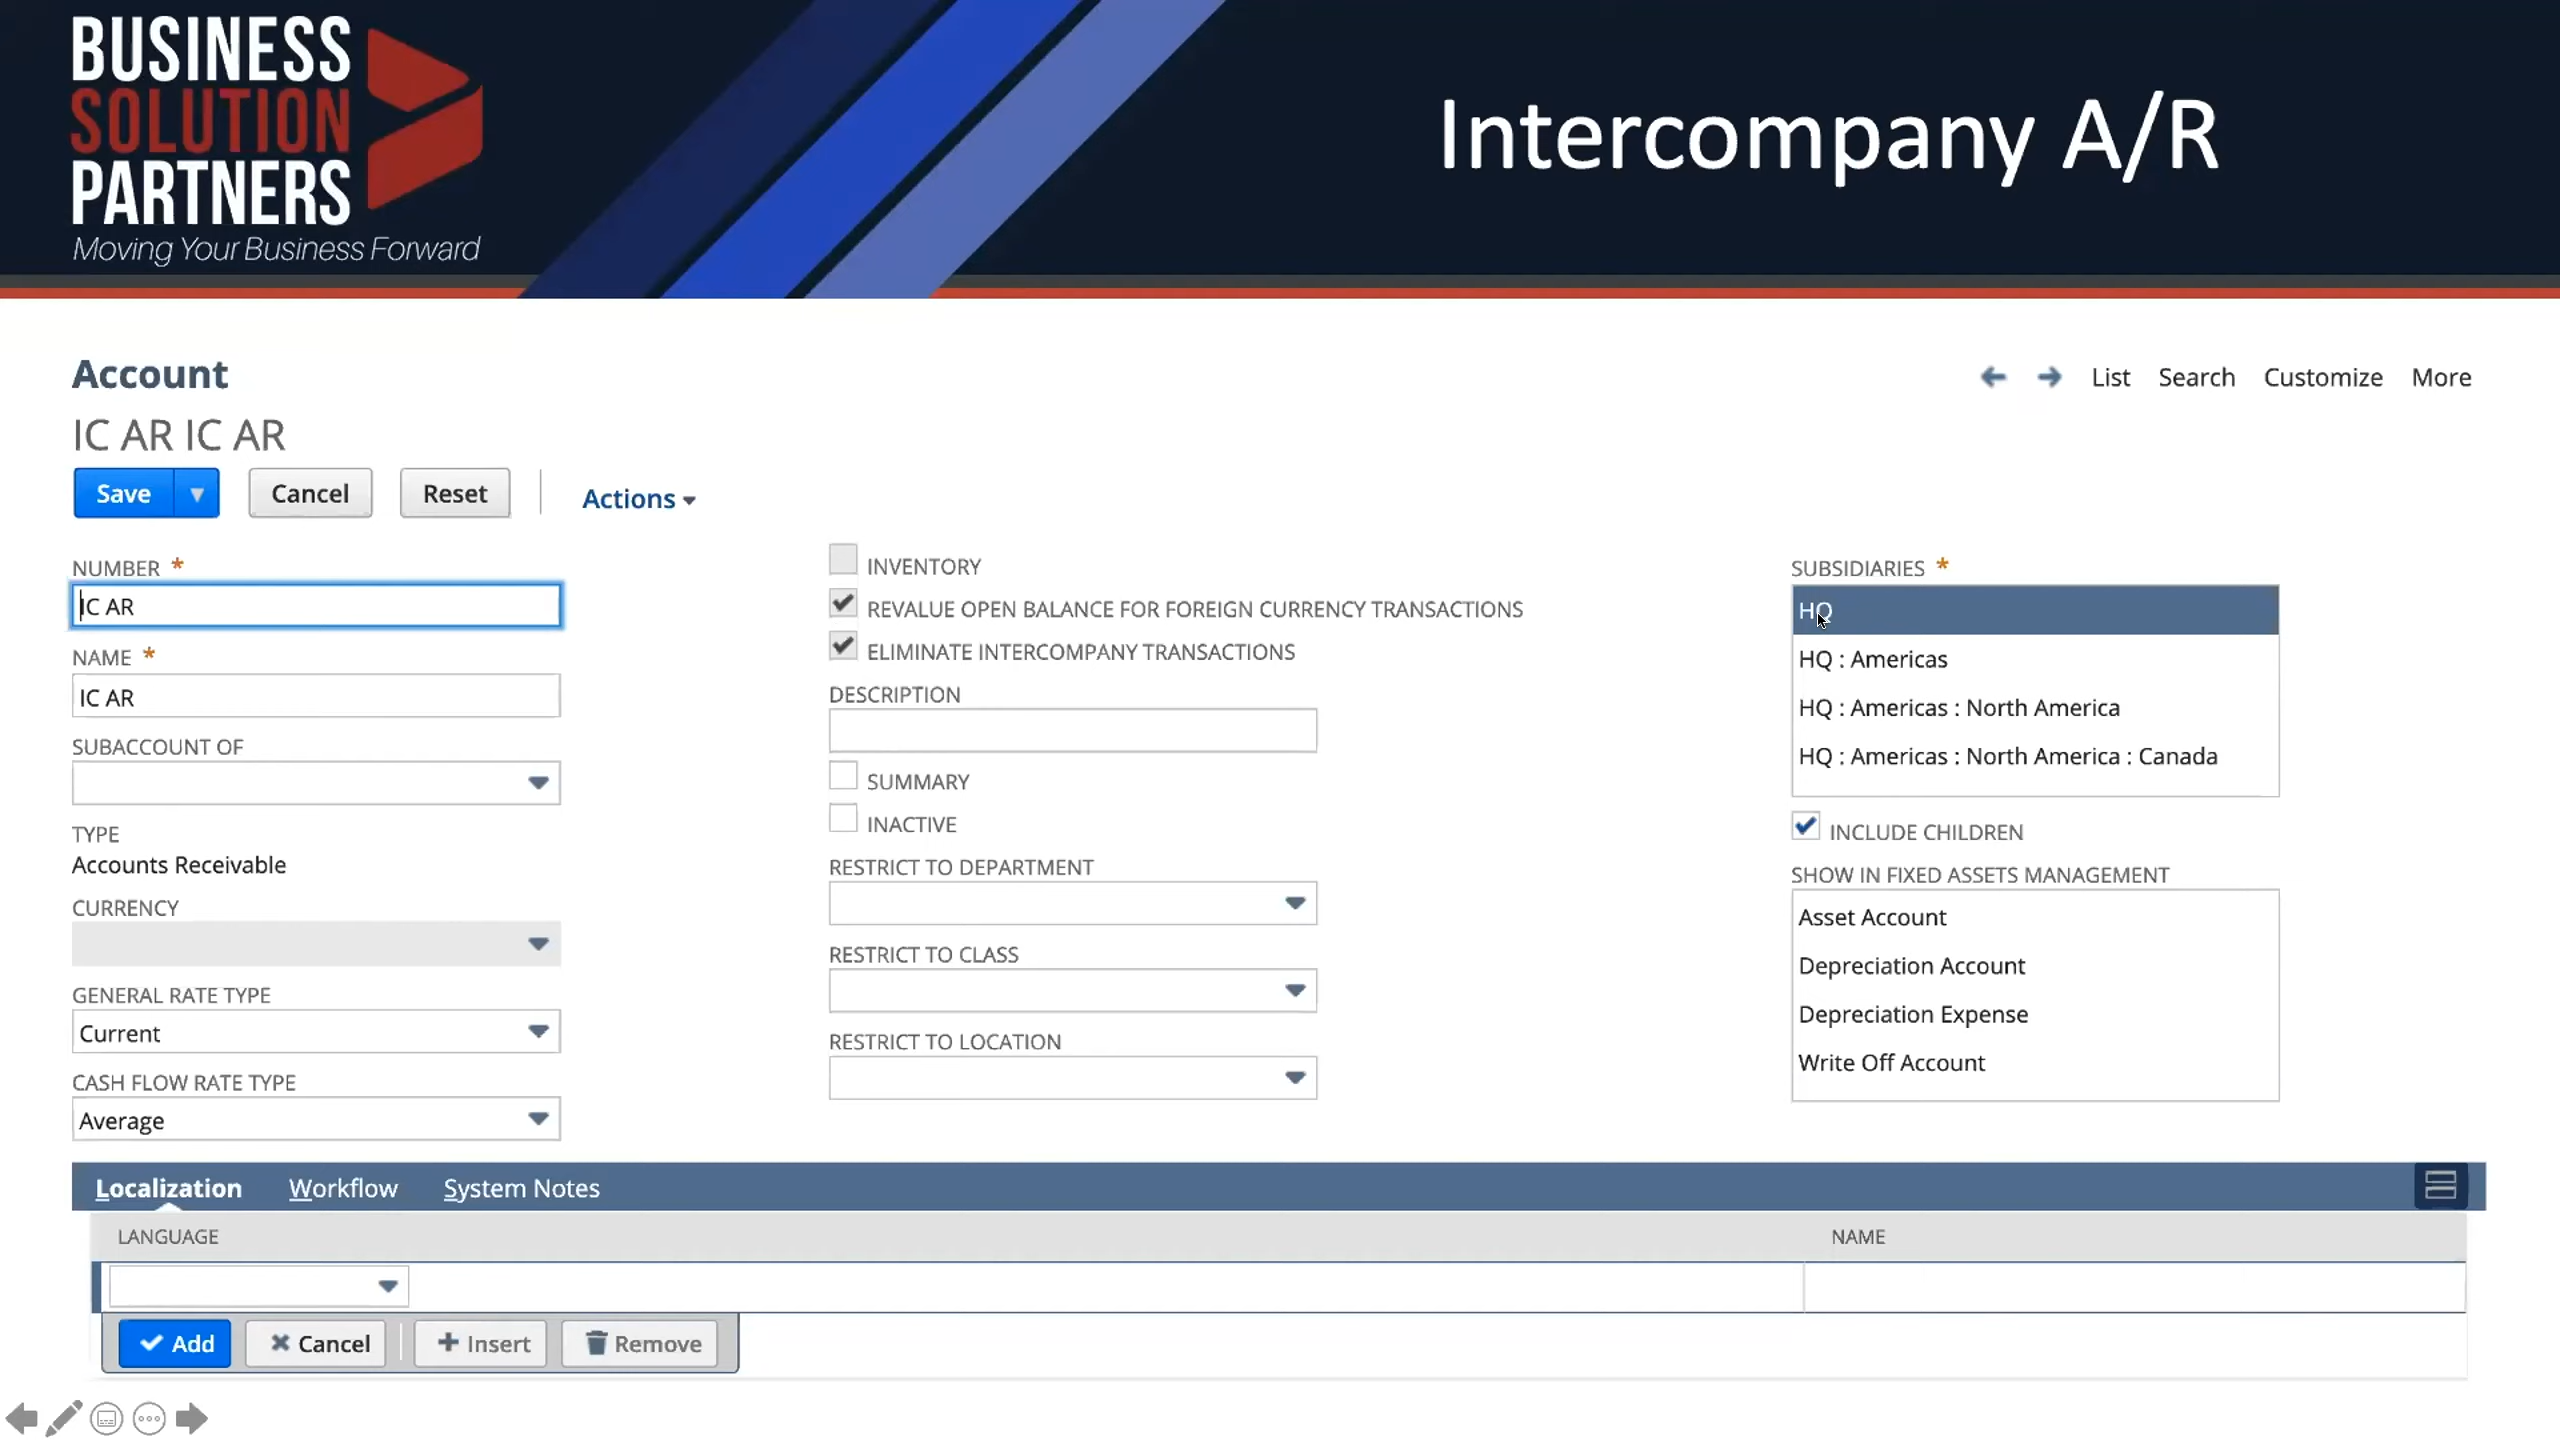 BUSINESS
SOLUTION
PARTNERS
Moving Your Business Forward
Intercompany A/R
Account
List Search Customize More
IC AR IC AR
Save Cancel Reset Actions
NUMBER *
IC AR
NAME *
IC AR
SUBACCOUNT OF
TYPE
Accounts Receivable
CURRENCY
GENERAL RATE TYPE
Current
CASH FLOW RATE TYPE
Average
INVENTORY
REVALUE OPEN BALANCE FOR FOREIGN CURRENCY TRANSACTIONS
ELIMINATE INTERCOMPANY TRANSACTIONS
DESCRIPTION
SUMMARY
INACTIVE
RESTRICT TO DEPARTMENT
RESTRICT TO CLASS
RESTRICT TO LOCATION
SUBSIDIARIES *
HQ
HQ : Americas
HQ : Americas : North America
HQ : Americas : North America : Canada
INCLUDE CHILDREN
SHOW IN FIXED ASSETS MANAGEMENT
Asset Account
Depreciation Account
Depreciation Expense
Write Off Account
Localization Workflow System Notes
LANGUAGE NAME
Add Cancel Insert Remove